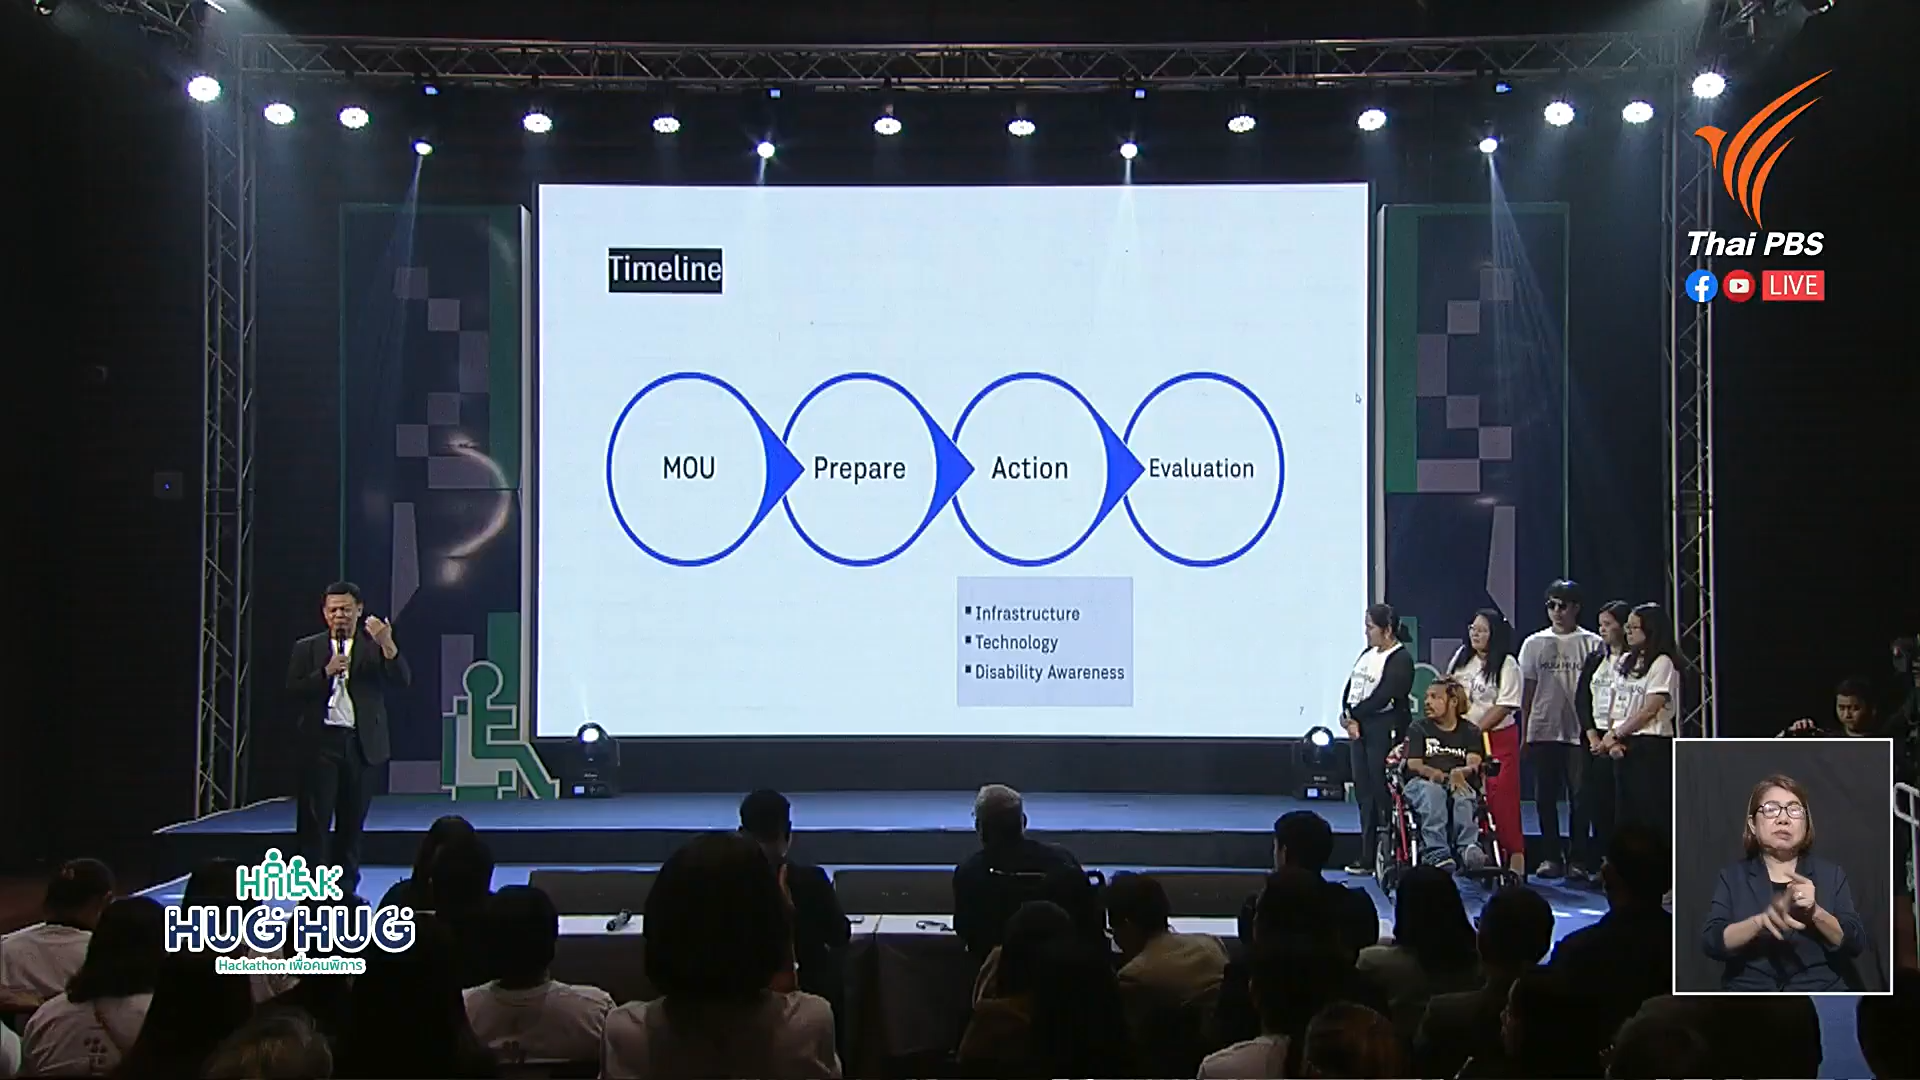 Timeline
MOU
Prepare
Action
Evaluation
Infrastructure
Technology
Disability Awareness
7
Thai PBS
LIVE
HACK
HUG HUG
Hackathon เพื่อคนพิการ